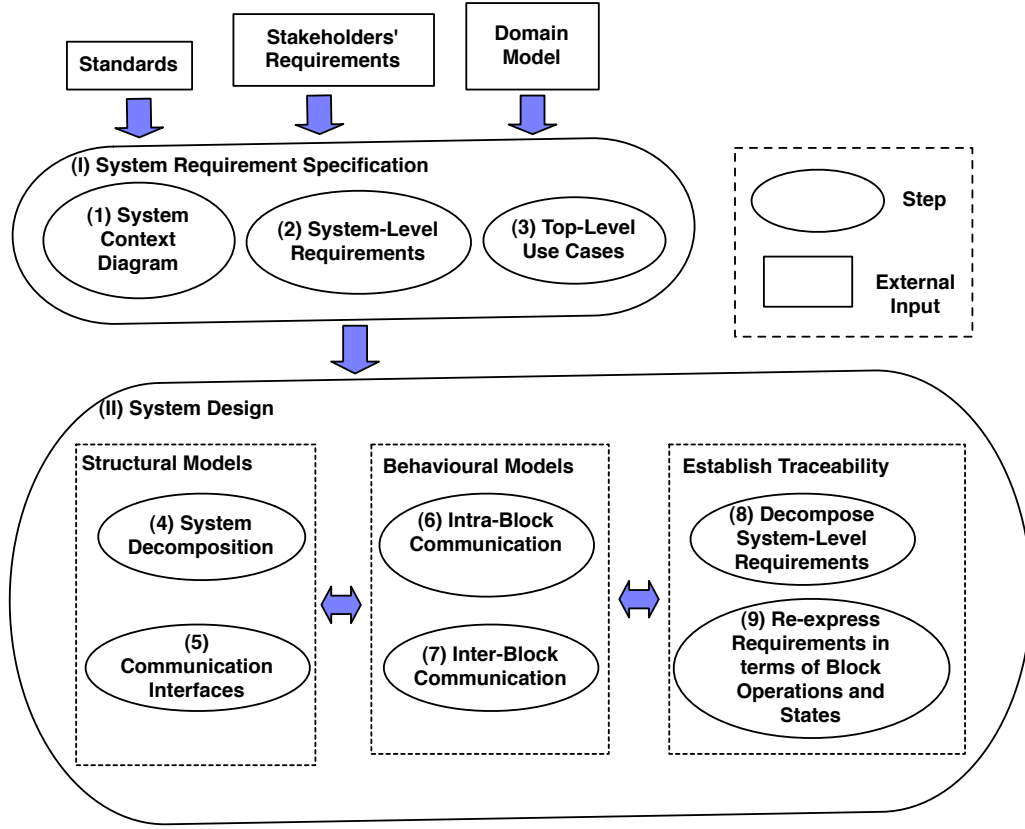 Standards
Stakeholders'
Requirements
Domain
Model
(I) System Requirement Specification
(1) System
Context
Diagram
(2) System-Level
Requirements
(3) Top-Level
Use Cases
Step
External
Input
(II) System Design
Structural Models
(4) System
Decomposition
(5)
Communication
Interfaces
Behavioural Models
(6) Intra-Block
Communication
(7) Inter-Block
Communication
Establish Traceability
(8) Decompose
System-Level
Requirements
(9) Re-express
Requirements in
terms of Block
Operations and
States